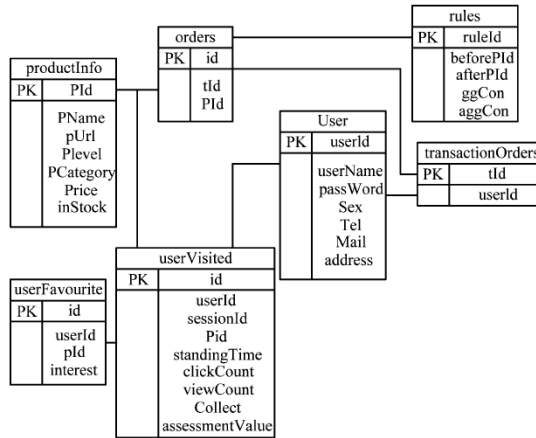 productInfo
PK PId
PName
pUrl
Plevel
PCategory
Price
inStock
orders
PK id
tId
PId
rules
PK ruleId
beforePId
afterPId
ggCon
aggCon
User
PK userId
userName
passWord
Sex
Tel
Mail
address
transactionOrders
PK tId
userId
userFavourite
PK id
userId
pId
interest
userVisited
PK id
userId
sessionId
Pid
standingTime
clickCount
viewCount
Collect
assessmentValue